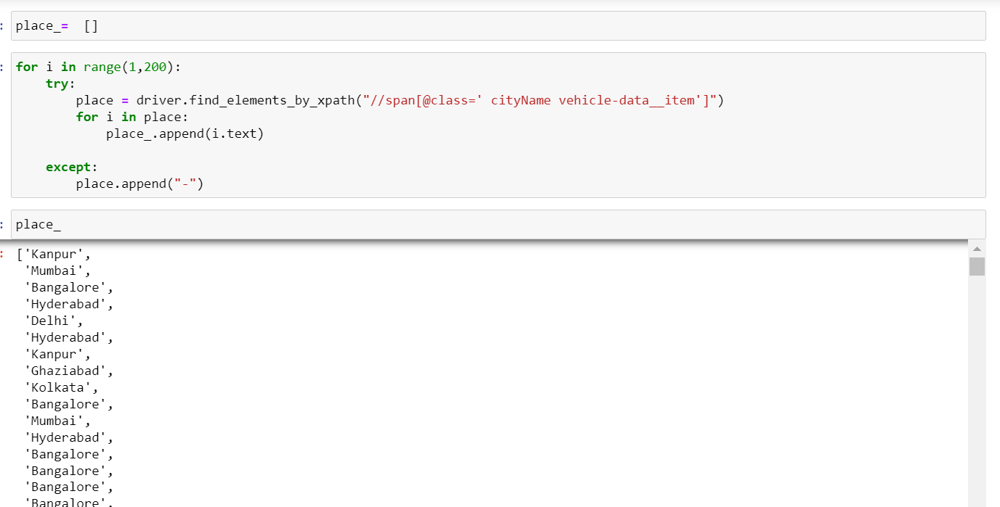 : place_=  []
: for i in range(1,200):
    try:
        place = driver.find_elements_by_xpath("//span[@class=' cityName vehicle-data__item']")
        for i in place:
            place_.append(i.text)
    except:
        place.append("-")
: place_
: ['Kanpur',
 'Mumbai',
 'Bangalore',
 'Hyderabad',
 'Delhi',
 'Hyderabad',
 'Kanpur',
 'Ghaziabad',
 'Kolkata',
 'Bangalore',
 'Mumbai',
 'Hyderabad',
 'Bangalore',
 'Bangalore',
 'Bangalore',
 'Bangalore',